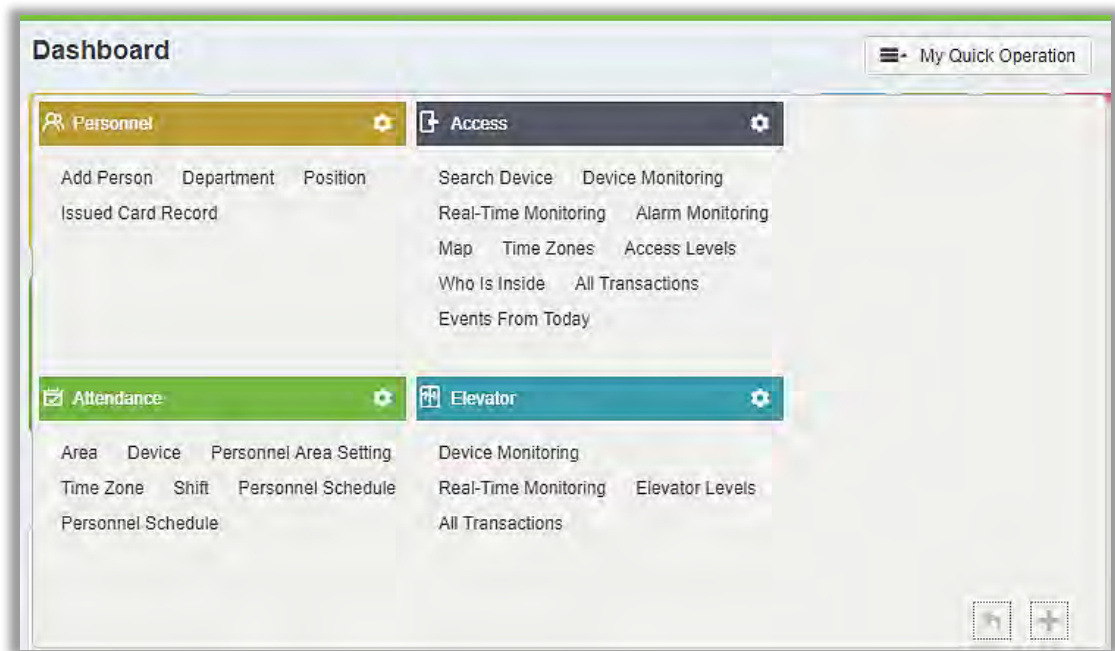 Dashboard
My Quick Operation
Personnel
Add Person Department Position
Issued Card Record
Access
Search Device Device Monitoring
Real-Time Monitoring Alarm Monitoring
Map Time Zones Access Levels
Who Is Inside All Transactions
Events From Today
Attendance
Area Device Personnel Area Setting
Time Zone Shift Personnel Schedule
Personnel Schedule
Elevator
Device Monitoring
Real-Time Monitoring Elevator Levels
All Transactions